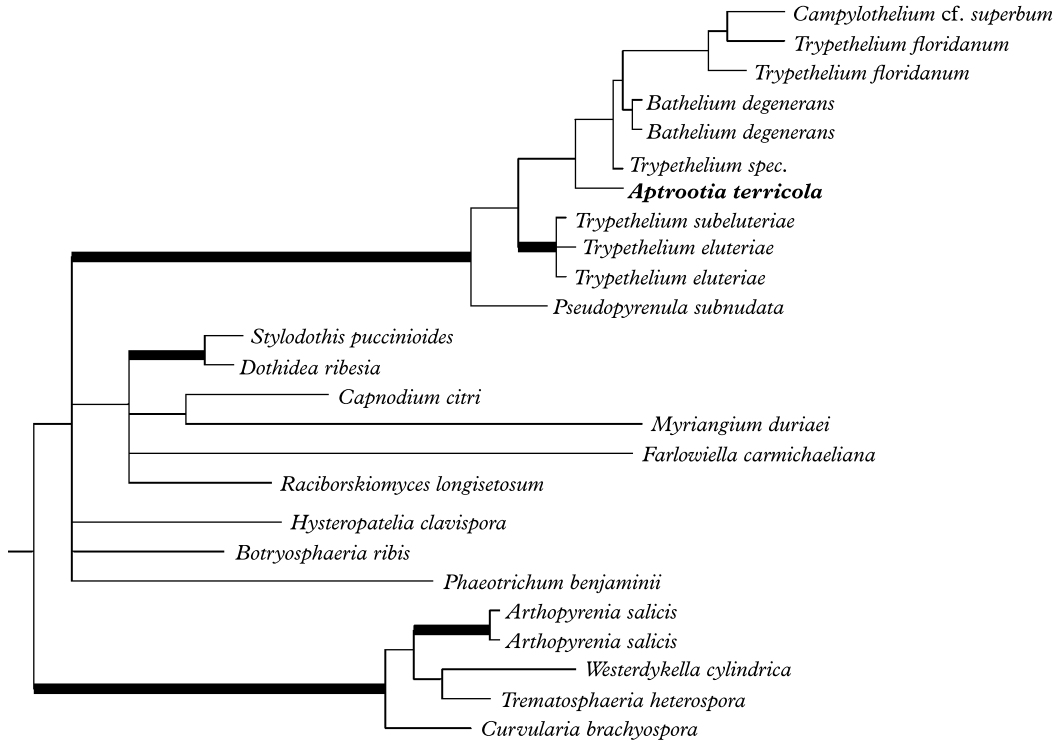 Campylothelium cf. superbum
Trypethelium floridanum
Trypethelium floridanum
Bathelium degenerans
Bathelium degenerans
Trypethelium spec.
Aptrootia terricola
Trypethelium subeluteriae
Trypethelium eluteriae
Trypethelium eluteriae
Pseudopyrenula subnudata
Stylodothis puccinioides
Dothidea ribesia
Capnodium citri
Myriangium duriaei
Farlowiella carmichaeliana
Raciborskiomyces longisetosum
Hysteropatelia clavispora
Botryosphaeria ribis
Phaeotrichum benjaminii
Arthopyrenia salicis
Arthopyrenia salicis
Westerdykella cylindrica
Trematosphaeria heterospora
Curvularia brachyospora